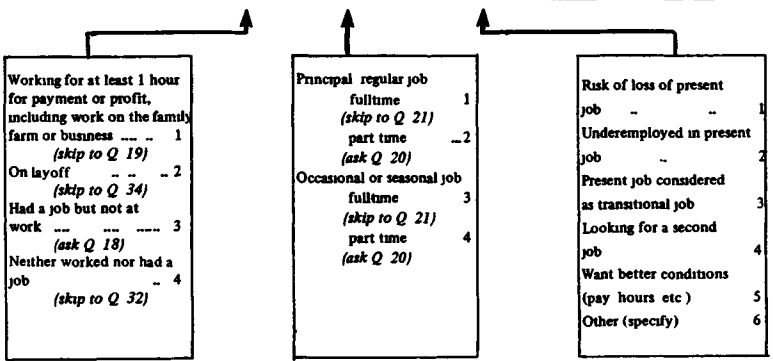 Working for at least 1 hour
for payment or profit,
including work on the family
farm or business .... .. 1
(skip to Q 19)
On layoff .. .. .. 2
(skip to Q 34)
Had a job but not at
work .... .... ..... 3
(ask Q 18)
Neither worked nor had a
job .. 4
(skip to Q 32)
Principal regular job
fulltime 1
(skip to Q 21)
part time ...2
(ask Q 20)
Occasional or seasonal job
fulltime 3
(skip to Q 21)
part time 4
(ask Q 20)
Risk of loss of present
job .. .. 1
Underemployed in present
job .. 2
Present job considered
as transitional job 3
Looking for a second
job 4
Want better conditions
(pay hours etc ) 5
Other (specify) 6